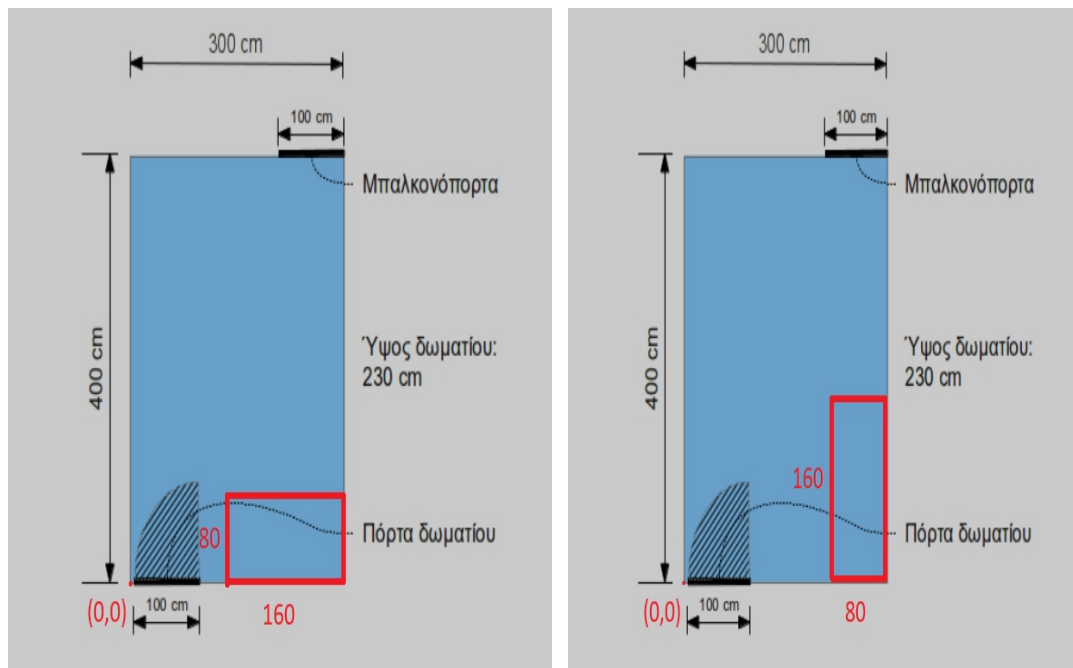 300 cm
100 cm
Μπαλκονόπορτα
400 cm
Ύψος δωματίου:
230 cm
80
Πόρτα δωματίου
(0,0)
100 cm
160
300 cm
100 cm
Μπαλκονόπορτα
400 cm
Ύψος δωματίου:
230 cm
160
Πόρτα δωματίου
(0,0)
100 cm
80